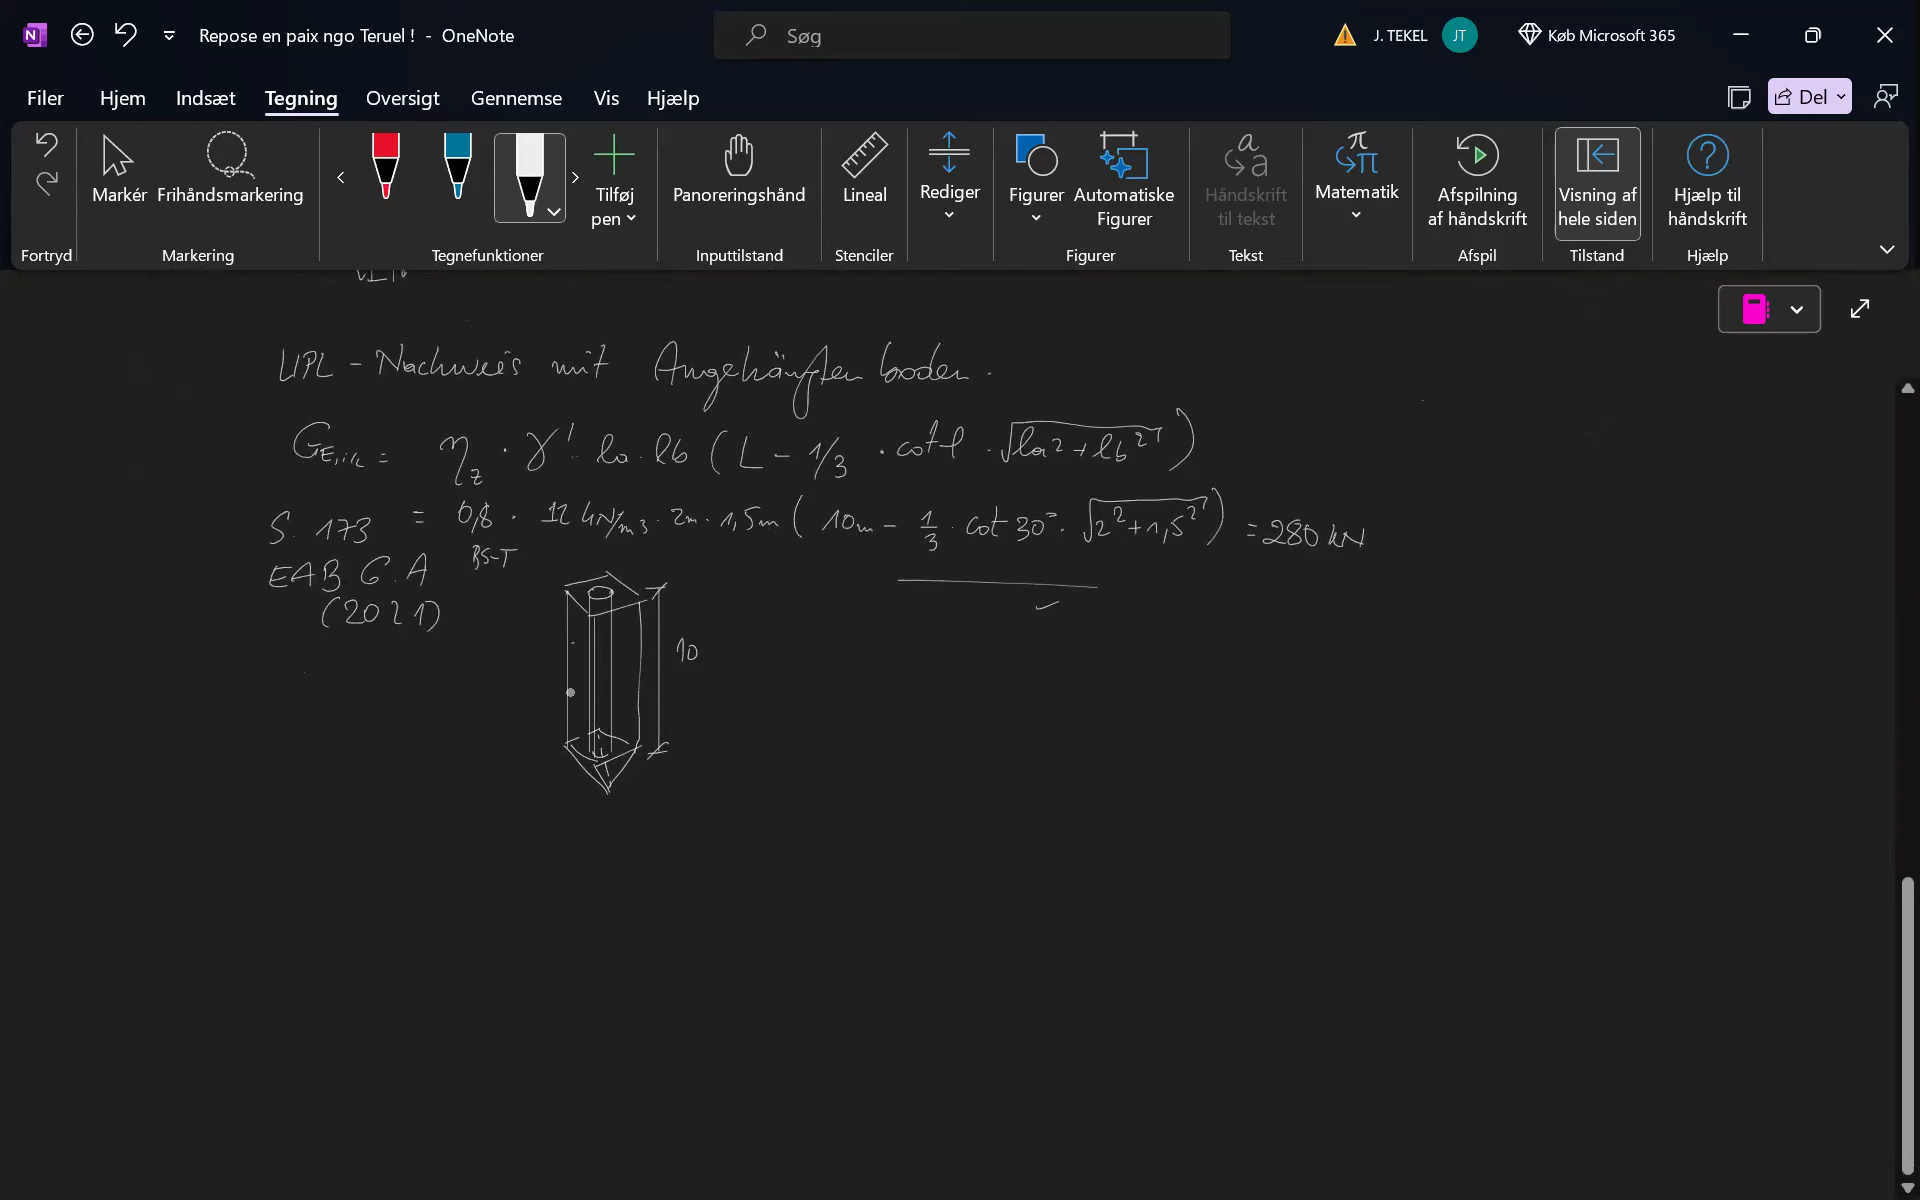 Repose en paix ngo Teruel ! - OneNote
Søg
J. TEKEL
JT
Køb Microsoft 365
Filer Hjem Indsæt Tegning Oversigt Gennemse Vis Hjælp
Del
Markér Frihåndsmarkering
Tilføj pen
Panoreringshånd
Lineal
Rediger
Figurer
Automatiske Figurer
Håndskrift til tekst
Matematik
Afspilning af håndskrift
Visning af hele siden
Hjælp til håndskrift
Fortryd Markering Tegnefunktioner Inputtilstand Stenciler Figurer Tekst Afspil Tilstand Hjælp
UPL - Nachweis mit Angehängten boden.
G_E,i,k = η_z · γ' · la · lb ( L - 1/3 · cot φ · √(la² + lb²) )
= 0,8 · 12 kN/m³ · 2m · 1,5m ( 10m - 1/3 · cot 30° · √(2² + 1,5²) ) = 280 kN
S. 173
BS-T
EAB 6.A
(2021)
10